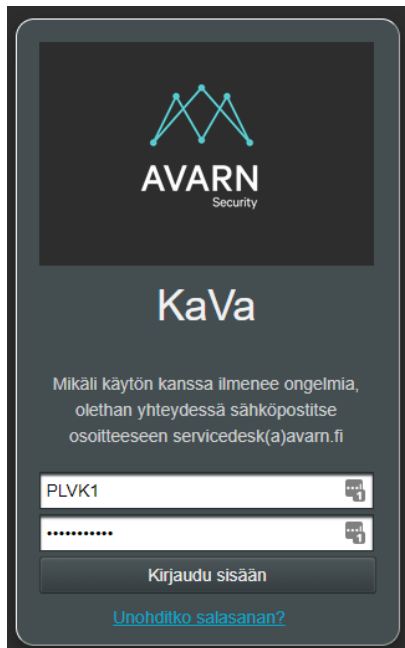 AVARN
Security
KaVa
Mikäli käytön kanssa ilmenee ongelmia,
olethan yhteydessä sähköpostitse
osoitteeseen servicedesk(a)avarn.fi
PLVK1
•••••••••••
Kirjaudu sisään
Unohditko salasanan?